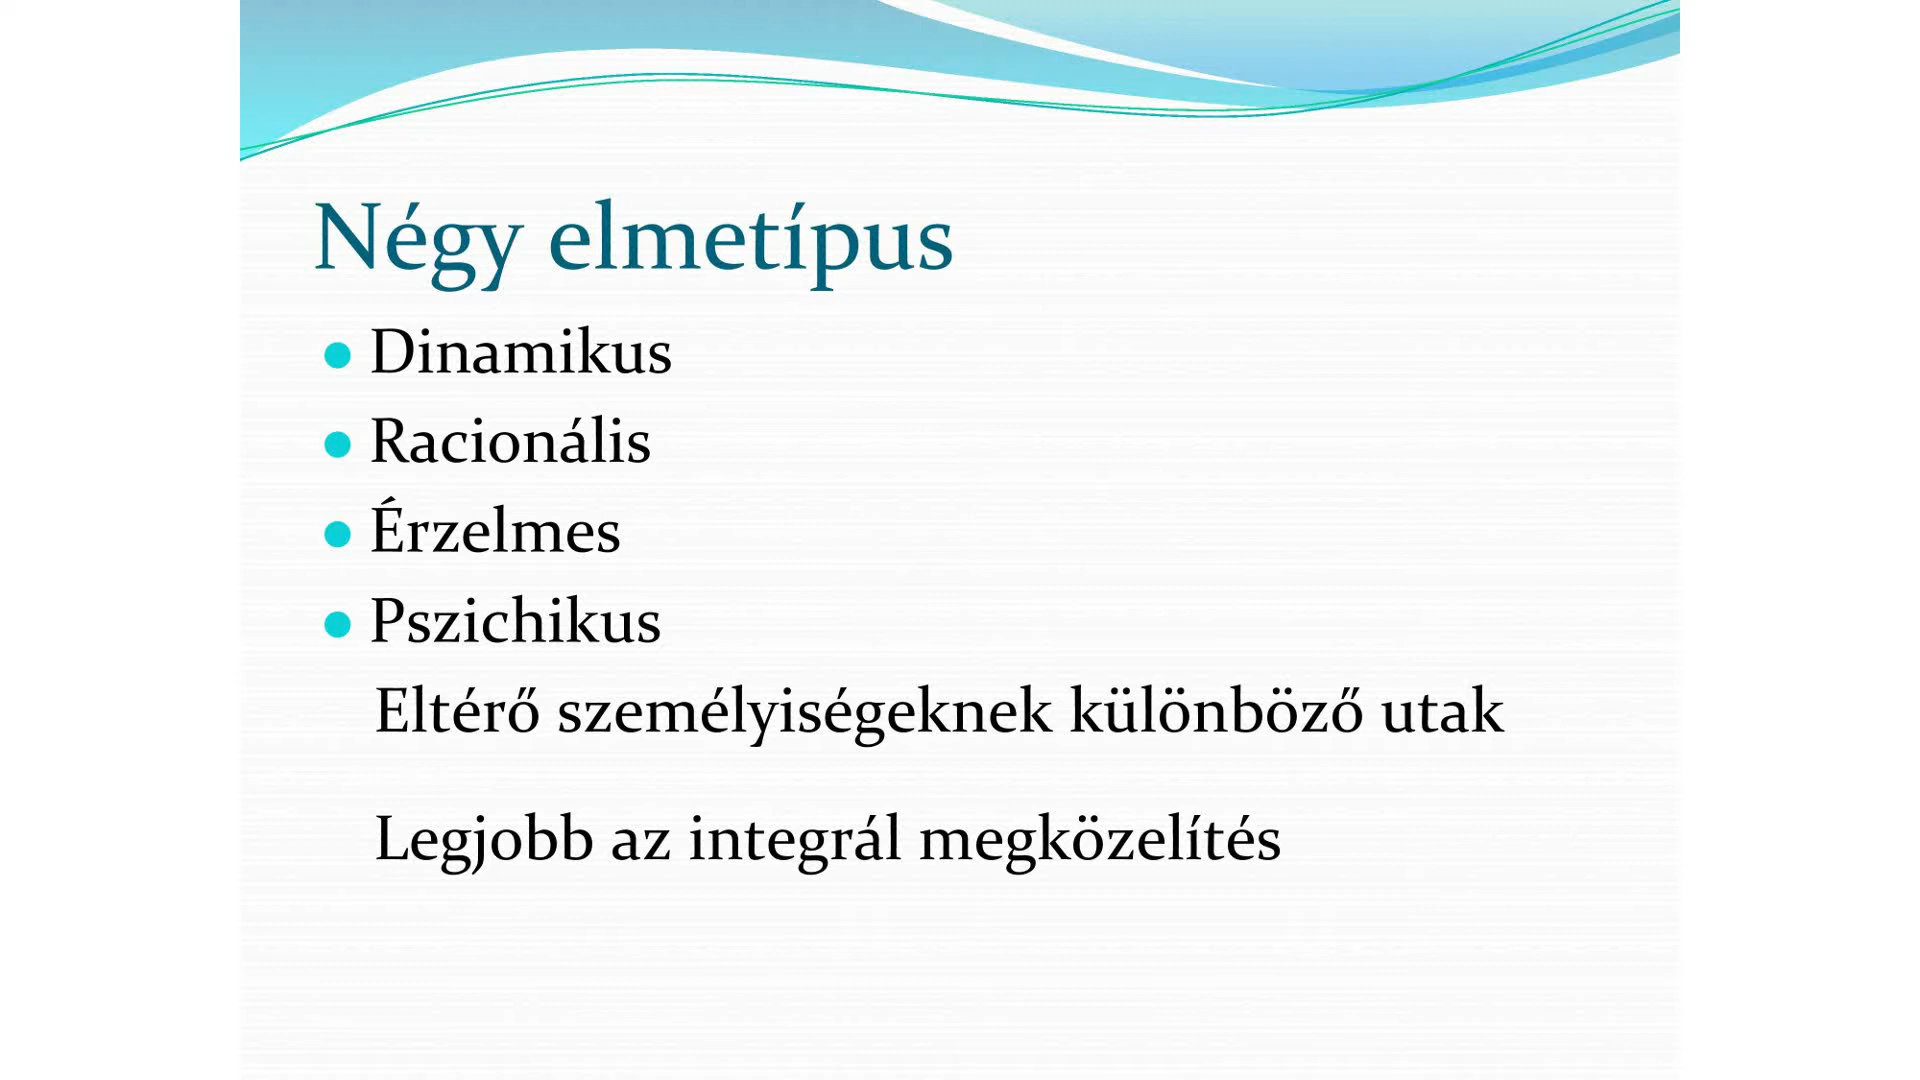 Négy elmetípus
Dinamikus
Racionális
Érzelmes
Pszichikus
Eltérő személyiségeknek különböző utak
Legjobb az integrál megközelítés